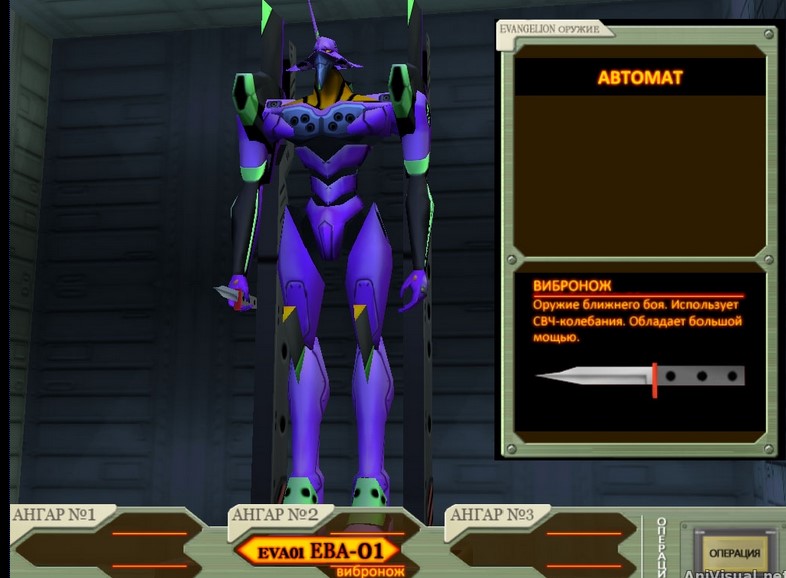 EVANGELION ОРУЖИЕ
АВТОМАТ
ВИБРОНОЖ
Оружие ближнего боя. Использует
СВЧ-колебания. Обладает большой
мощью.
АНГАР №1
АНГАР №2
АНГАР №3
EVA01 ЕВА-01
вибронож
ОПЕРАЦИ
ОПЕРАЦИЯ
AniVisual.net